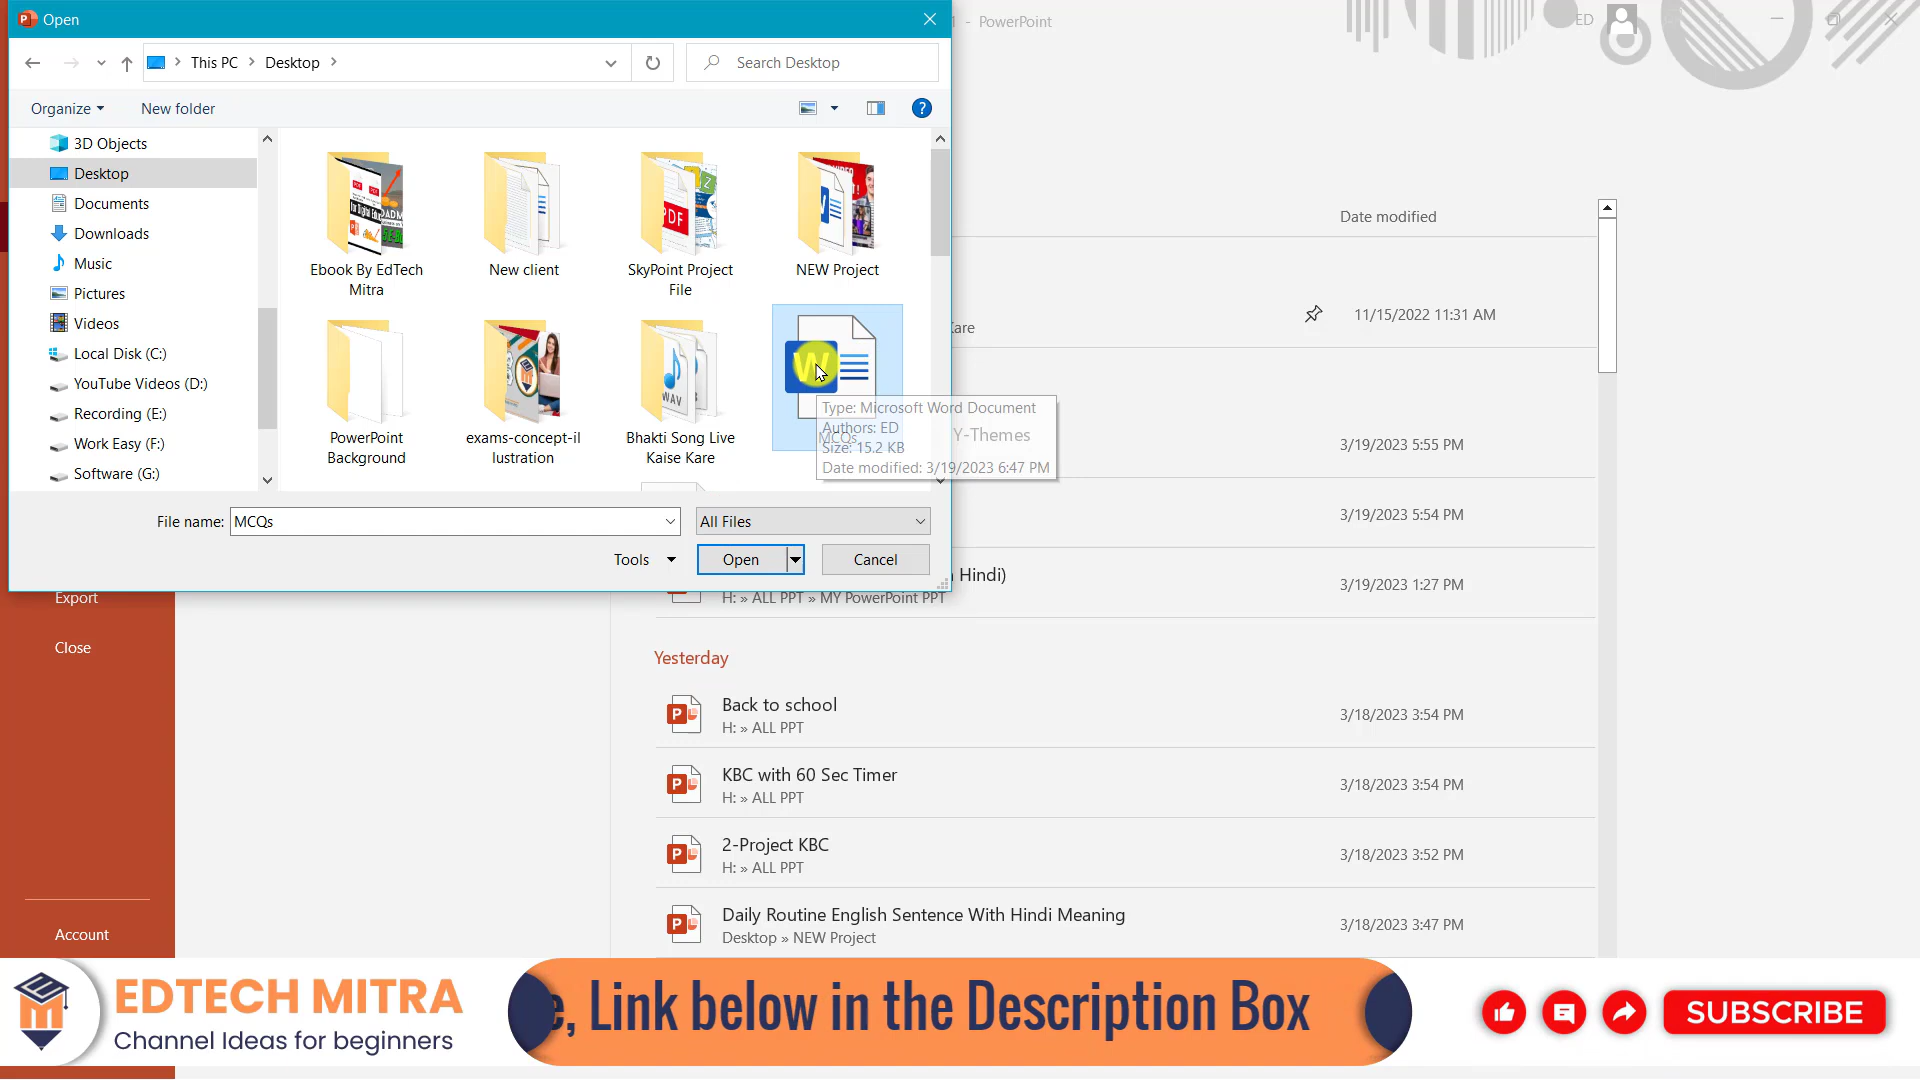 Open
1 - PowerPoint
ED
This PC
Desktop
Search Desktop
Organize
New folder
?
3D Objects
Desktop
Documents
Downloads
Music
Pictures
Videos
Local Disk (C:)
YouTube Videos (D:)
Recording (E:)
Work Easy (F:)
Software (G:)
Ebook By EdTech
Mitra
New client
SkyPoint Project
File
NEW Project
PowerPoint
Background
exams-concept-il
lustration
Bhakti Song Live
Kaise Kare
MCQs
PDF
WAV
W
Type: Microsoft Word Document
Authors: ED
Size: 15.2 KB
Date modified: 3/19/2023 6:47 PM
File name:
MCQs
All Files
Tools
Open
Cancel
Date modified
Kare
11/15/2022 11:31 AM
Y-Themes
3/19/2023 5:55 PM
3/19/2023 5:54 PM
Hindi)
H: » ALL PPT » MY PowerPoint PPT
3/19/2023 1:27 PM
Yesterday
Back to school
H: » ALL PPT
3/18/2023 3:54 PM
KBC with 60 Sec Timer
H: » ALL PPT
3/18/2023 3:54 PM
2-Project KBC
H: » ALL PPT
3/18/2023 3:52 PM
Daily Routine English Sentence With Hindi Meaning
Desktop » NEW Project
3/18/2023 3:47 PM
Export
Close
Account
EDTECH MITRA
Channel Ideas for beginners
e, Link below in the Description Box
SUBSCRIBE